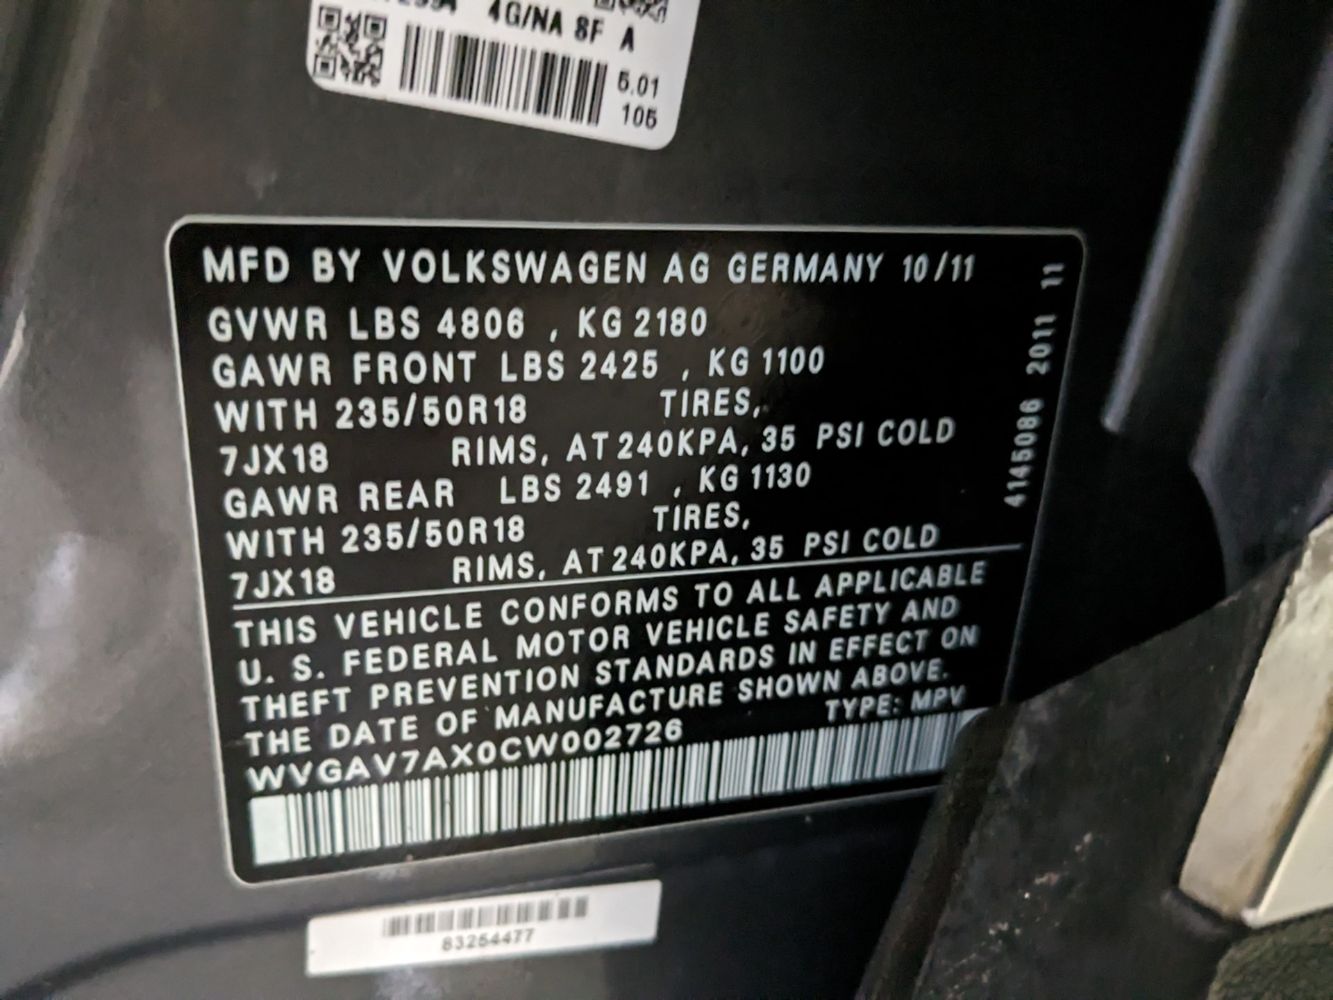 4G/NA 8F A
5.01
105
MFD BY VOLKSWAGEN AG GERMANY 10/11
GVWR LBS 4806 , KG 2180
GAWR FRONT LBS 2425 , KG 1100
WITH 235/50R18 TIRES,
7JX18 RIMS, AT 240KPA, 35 PSI COLD
GAWR REAR LBS 2491 , KG 1130
WITH 235/50R18 TIRES,
7JX18 RIMS, AT 240KPA, 35 PSI COLD
THIS VEHICLE CONFORMS TO ALL APPLICABLE
U. S. FEDERAL MOTOR VEHICLE SAFETY AND
THEFT PREVENTION STANDARDS IN EFFECT ON
THE DATE OF MANUFACTURE SHOWN ABOVE.
WVGAV7AX0CW002726 TYPE: MPV
4145086 2011 11
83254477